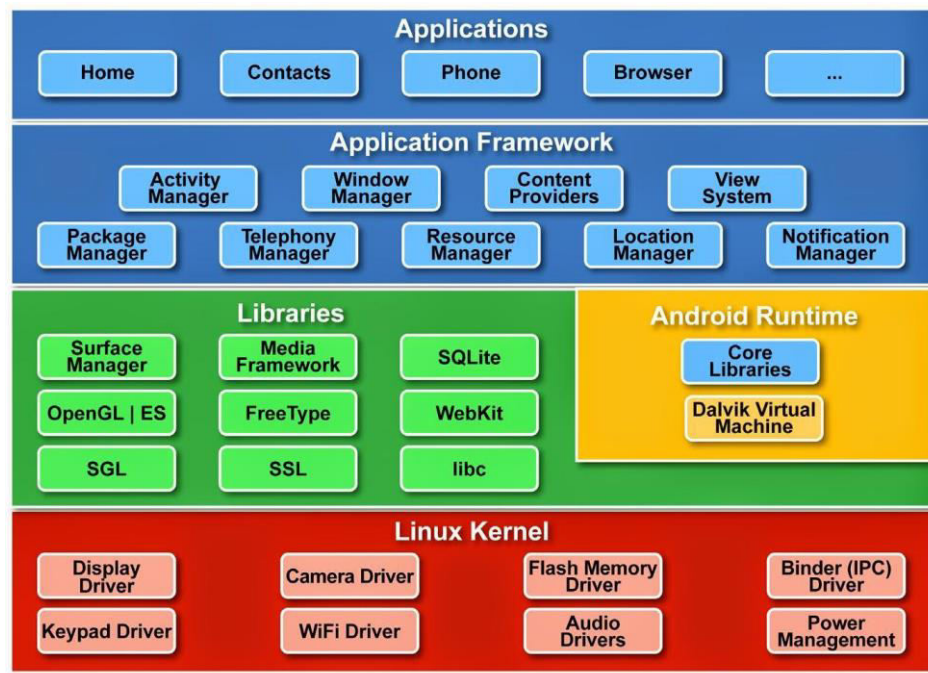 Applications
Home
Contacts
Phone
Browser
...
Application Framework
Activity
Manager
Window
Manager
Content
Providers
View
System
Package
Manager
Telephony
Manager
Resource
Manager
Location
Manager
Notification
Manager
Libraries
Surface
Manager
Media
Framework
SQLite
OpenGL | ES
FreeType
WebKit
SGL
SSL
libc
Android Runtime
Core
Libraries
Dalvik Virtual
Machine
Linux Kernel
Display
Driver
Camera Driver
Flash Memory
Driver
Binder (IPC)
Driver
Keypad Driver
WiFi Driver
Audio
Drivers
Power
Management